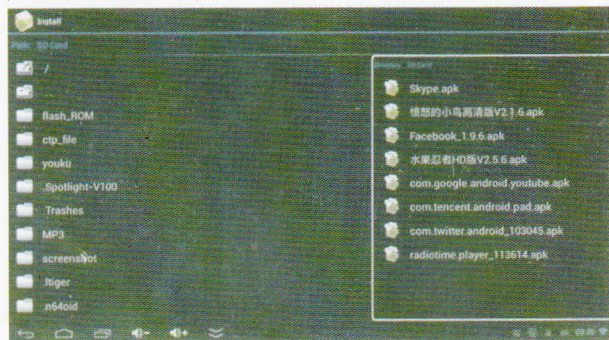 Install
Path: SD Card
/
..
flash_ROM
ctp_file
youku
.Spotlight-V100
.Trashes
MP3
screenshot
.ltiger
.n64oid
SD Card
Skype.apk
愤怒的小鸟高清版V2.1.6.apk
Facebook_1.9.6.apk
水果忍者HD版V2.5.6.apk
com.google.android.youtube.apk
com.tencent.android.pad.apk
com.twitter.android_103045.apk
radiotime.player_113614.apk